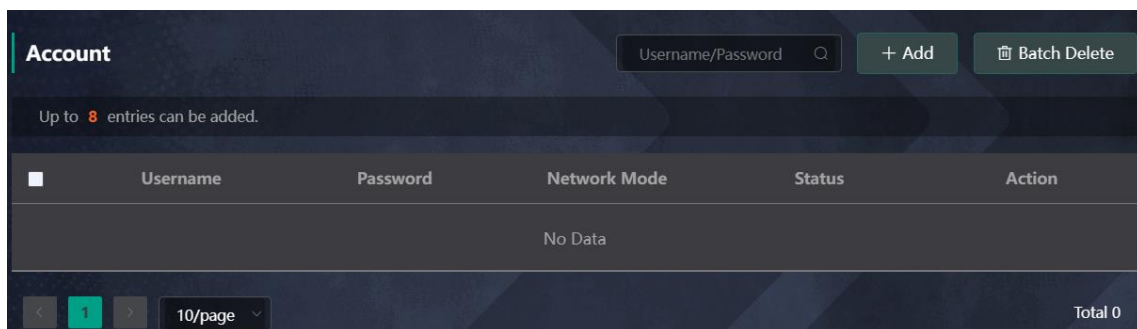 Account
Username/Password
+ Add
Batch Delete
Up to 8 entries can be added.
Username Password Network Mode Status Action
No Data
< 1 > 10/page
Total 0